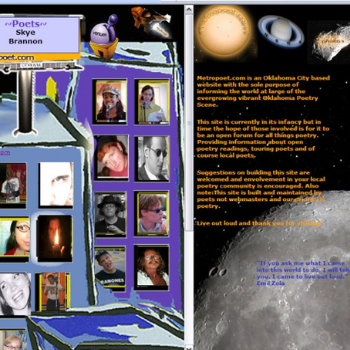 ~Poets~
Skye
Brannon
poet.com
Metropoet.com is an Oklahoma City based
website with the sole purpose of
informing the world at large of the
evergrowing vibrant Oklahoma Poetry
Scene.
This site is currently in its infancy but in
time the hope of those involved is for it to
be an open forum for all things poetry.
Providing information about open
poetry readings, touring poets and of
course local poets.
Suggestions on building this site are
welcomed and envolvement in your local
poetry community is encouraged. Also
note:This site is built and maintained by
poets not webmasters and our
poetry.
Live out loud and thank you for
"If you ask me what I came
into this world to do, I will tell
you. I came to live out loud."
Emil Zola
RAMONES